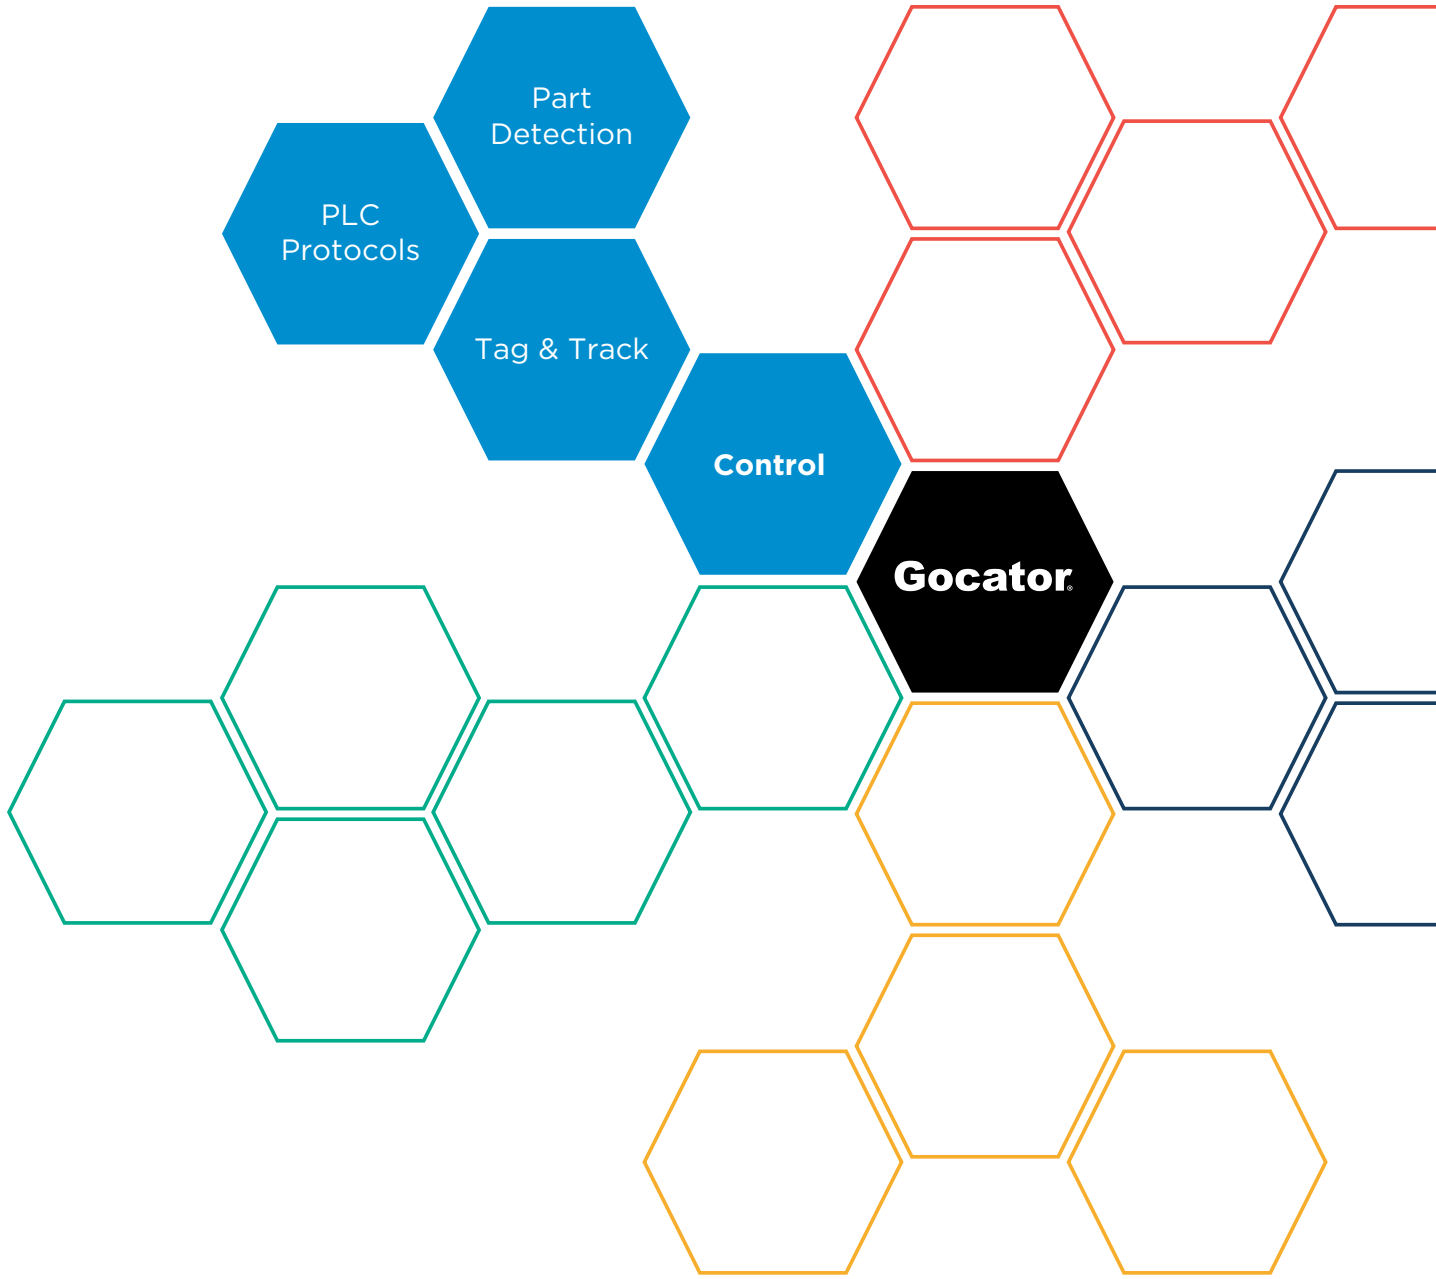 Part
Detection
PLC
Protocols
Tag & Track
Control
Gocator®